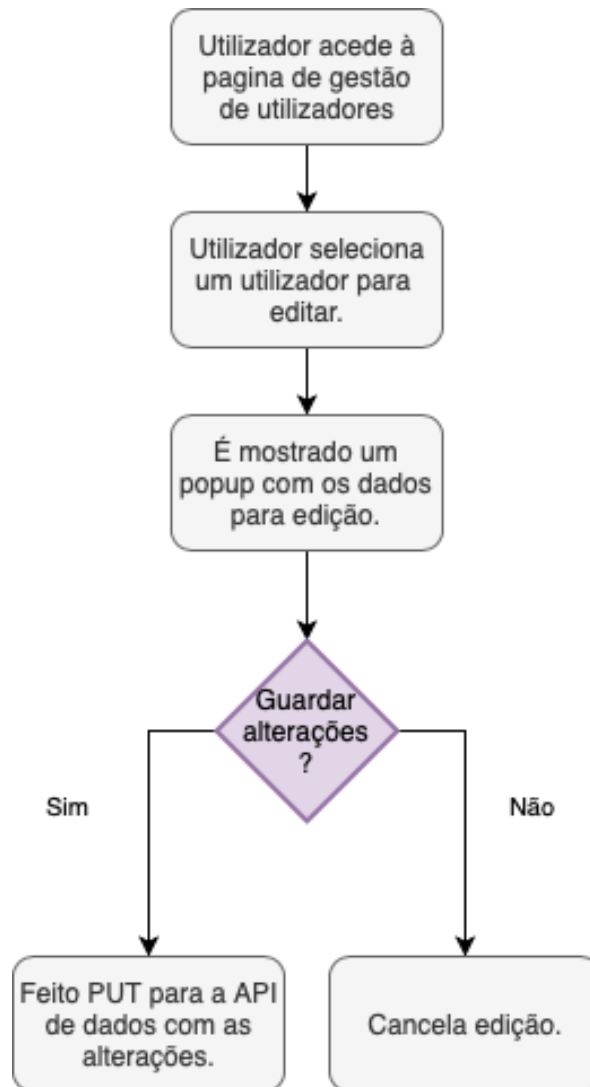 Utilizador acede à
pagina de gestão
de utilizadores
Utilizador seleciona
um utilizador para
editar.
É mostrado um
popup com os dados
para edição.
Guardar
alterações
?
Sim
Não
Feito PUT para a API
de dados com as
alterações.
Cancela edição.